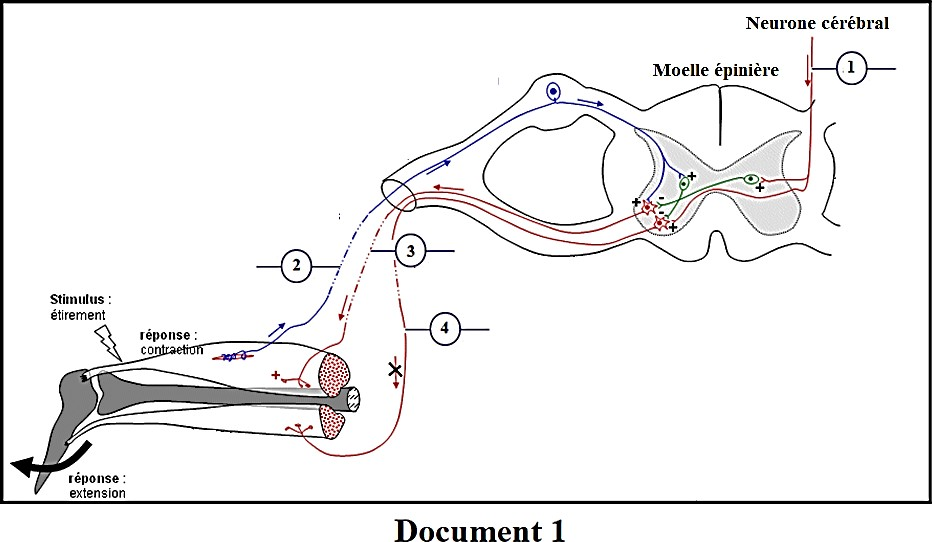 Neurone cérébral
1
Moelle épinière
+
-
+
+
-
+
2
3
4
Stimulus :
étirement
réponse :
contraction
+
réponse :
extension
Document 1